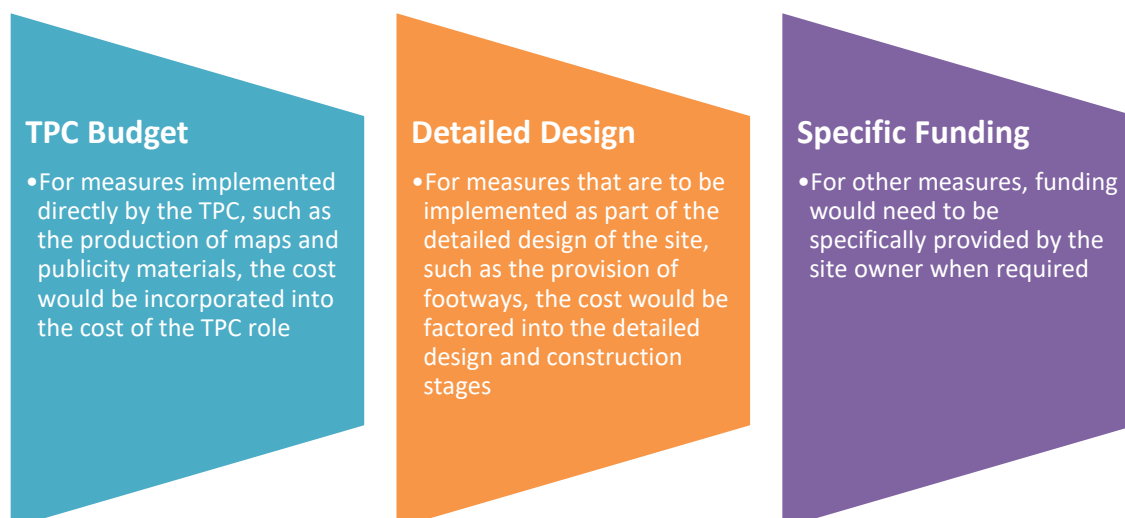 TPC Budget
•For measures implemented
directly by the TPC, such as
the production of maps and
publicity materials, the cost
would be incorporated into
the cost of the TPC role
Detailed Design
•For measures that are to be
implemented as part of the
detailed design of the site,
such as the provision of
footways, the cost would be
factored into the detailed
design and construction
stages
Specific Funding
•For other measures, funding
would need to be
specifically provided by the
site owner when required